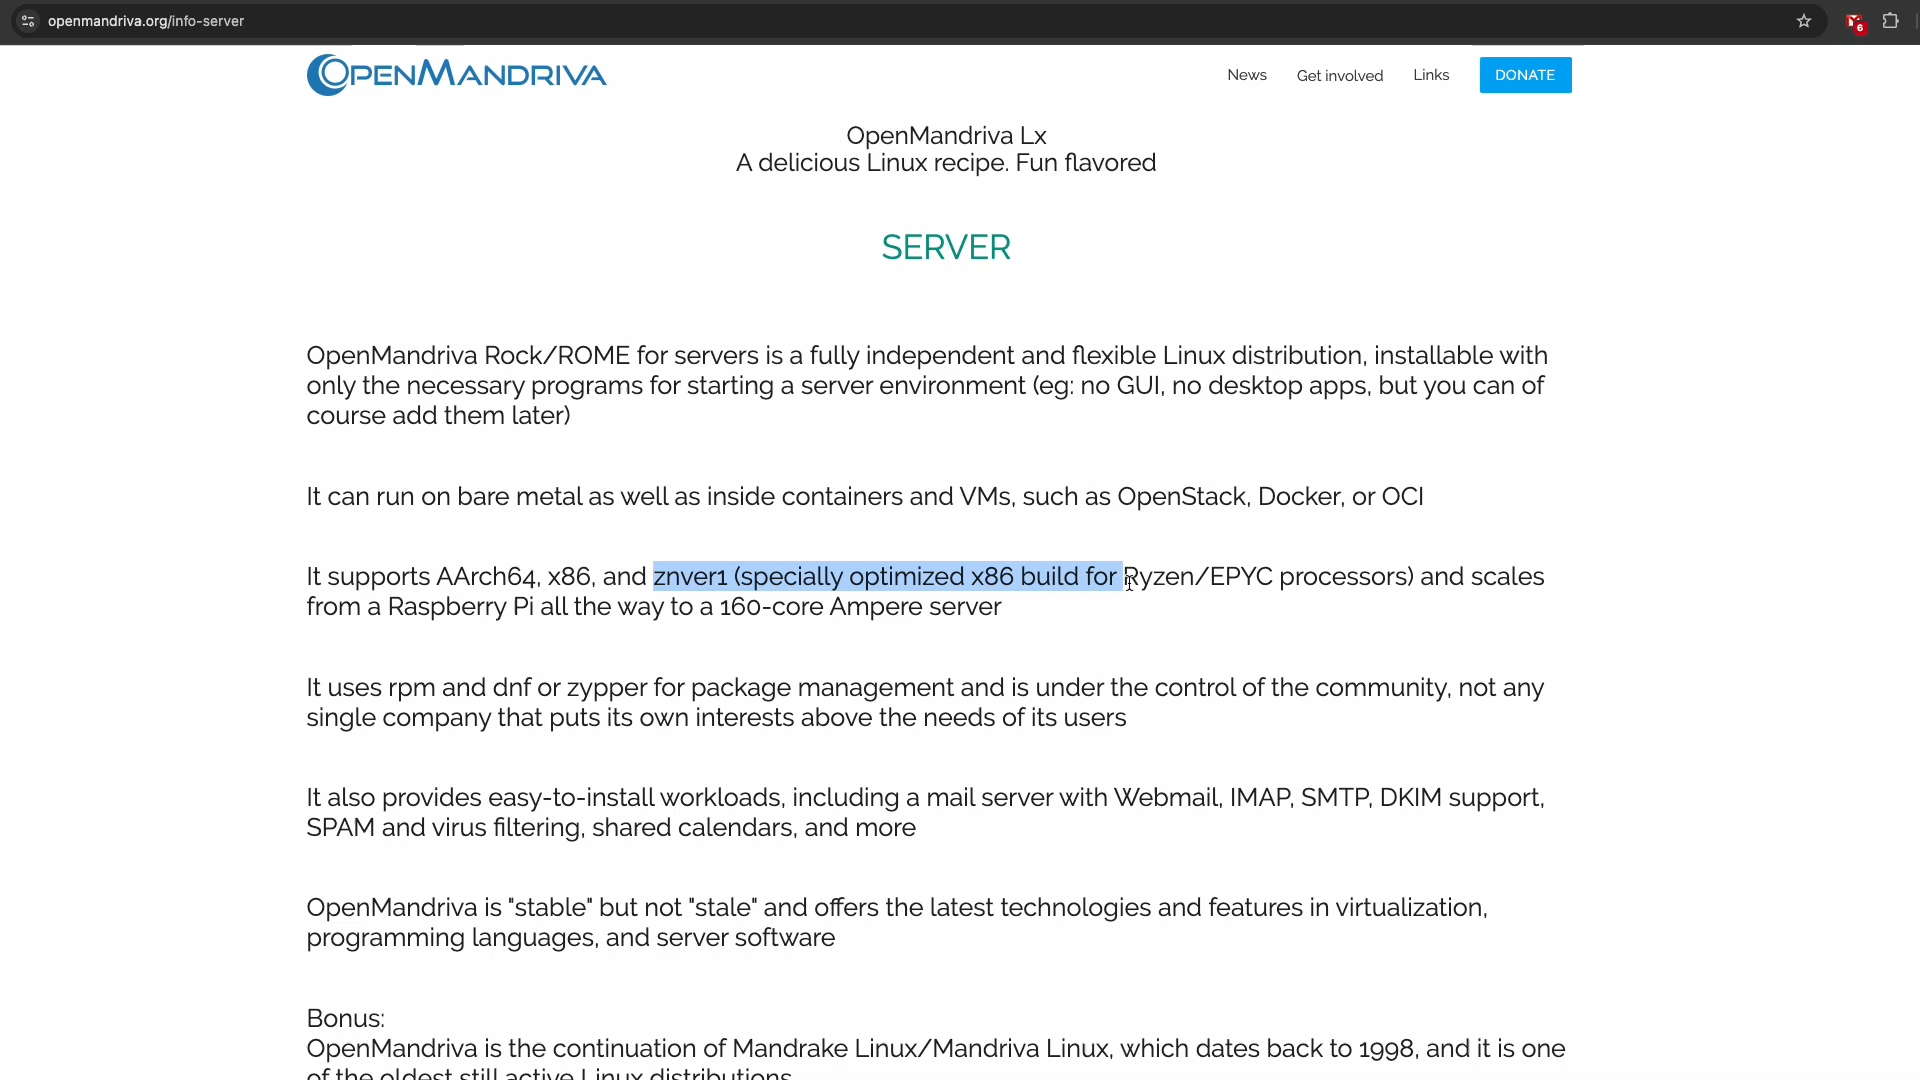 openmandriva.org/info-server
6
OPENMANDRIVA
News
Get involved
Links
DONATE
OpenMandriva Lx
A delicious Linux recipe. Fun flavored
SERVER
OpenMandriva Rock/ROME for servers is a fully independent and flexible Linux distribution, installable with
only the necessary programs for starting a server environment (eg: no GUI, no desktop apps, but you can of
course add them later)
It can run on bare metal as well as inside containers and VMs, such as OpenStack, Docker, or OCI
It supports AArch64, x86, and znver1 (specially optimized x86 build for Ryzen/EPYC processors) and scales
from a Raspberry Pi all the way to a 160-core Ampere server
It uses rpm and dnf or zypper for package management and is under the control of the community, not any
single company that puts its own interests above the needs of its users
It also provides easy-to-install workloads, including a mail server with Webmail, IMAP, SMTP, DKIM support,
SPAM and virus filtering, shared calendars, and more
OpenMandriva is "stable" but not "stale" and offers the latest technologies and features in virtualization,
programming languages, and server software
Bonus:
OpenMandriva is the continuation of Mandrake Linux/Mandriva Linux, which dates back to 1998, and it is one
of the oldest still active Linux distributions